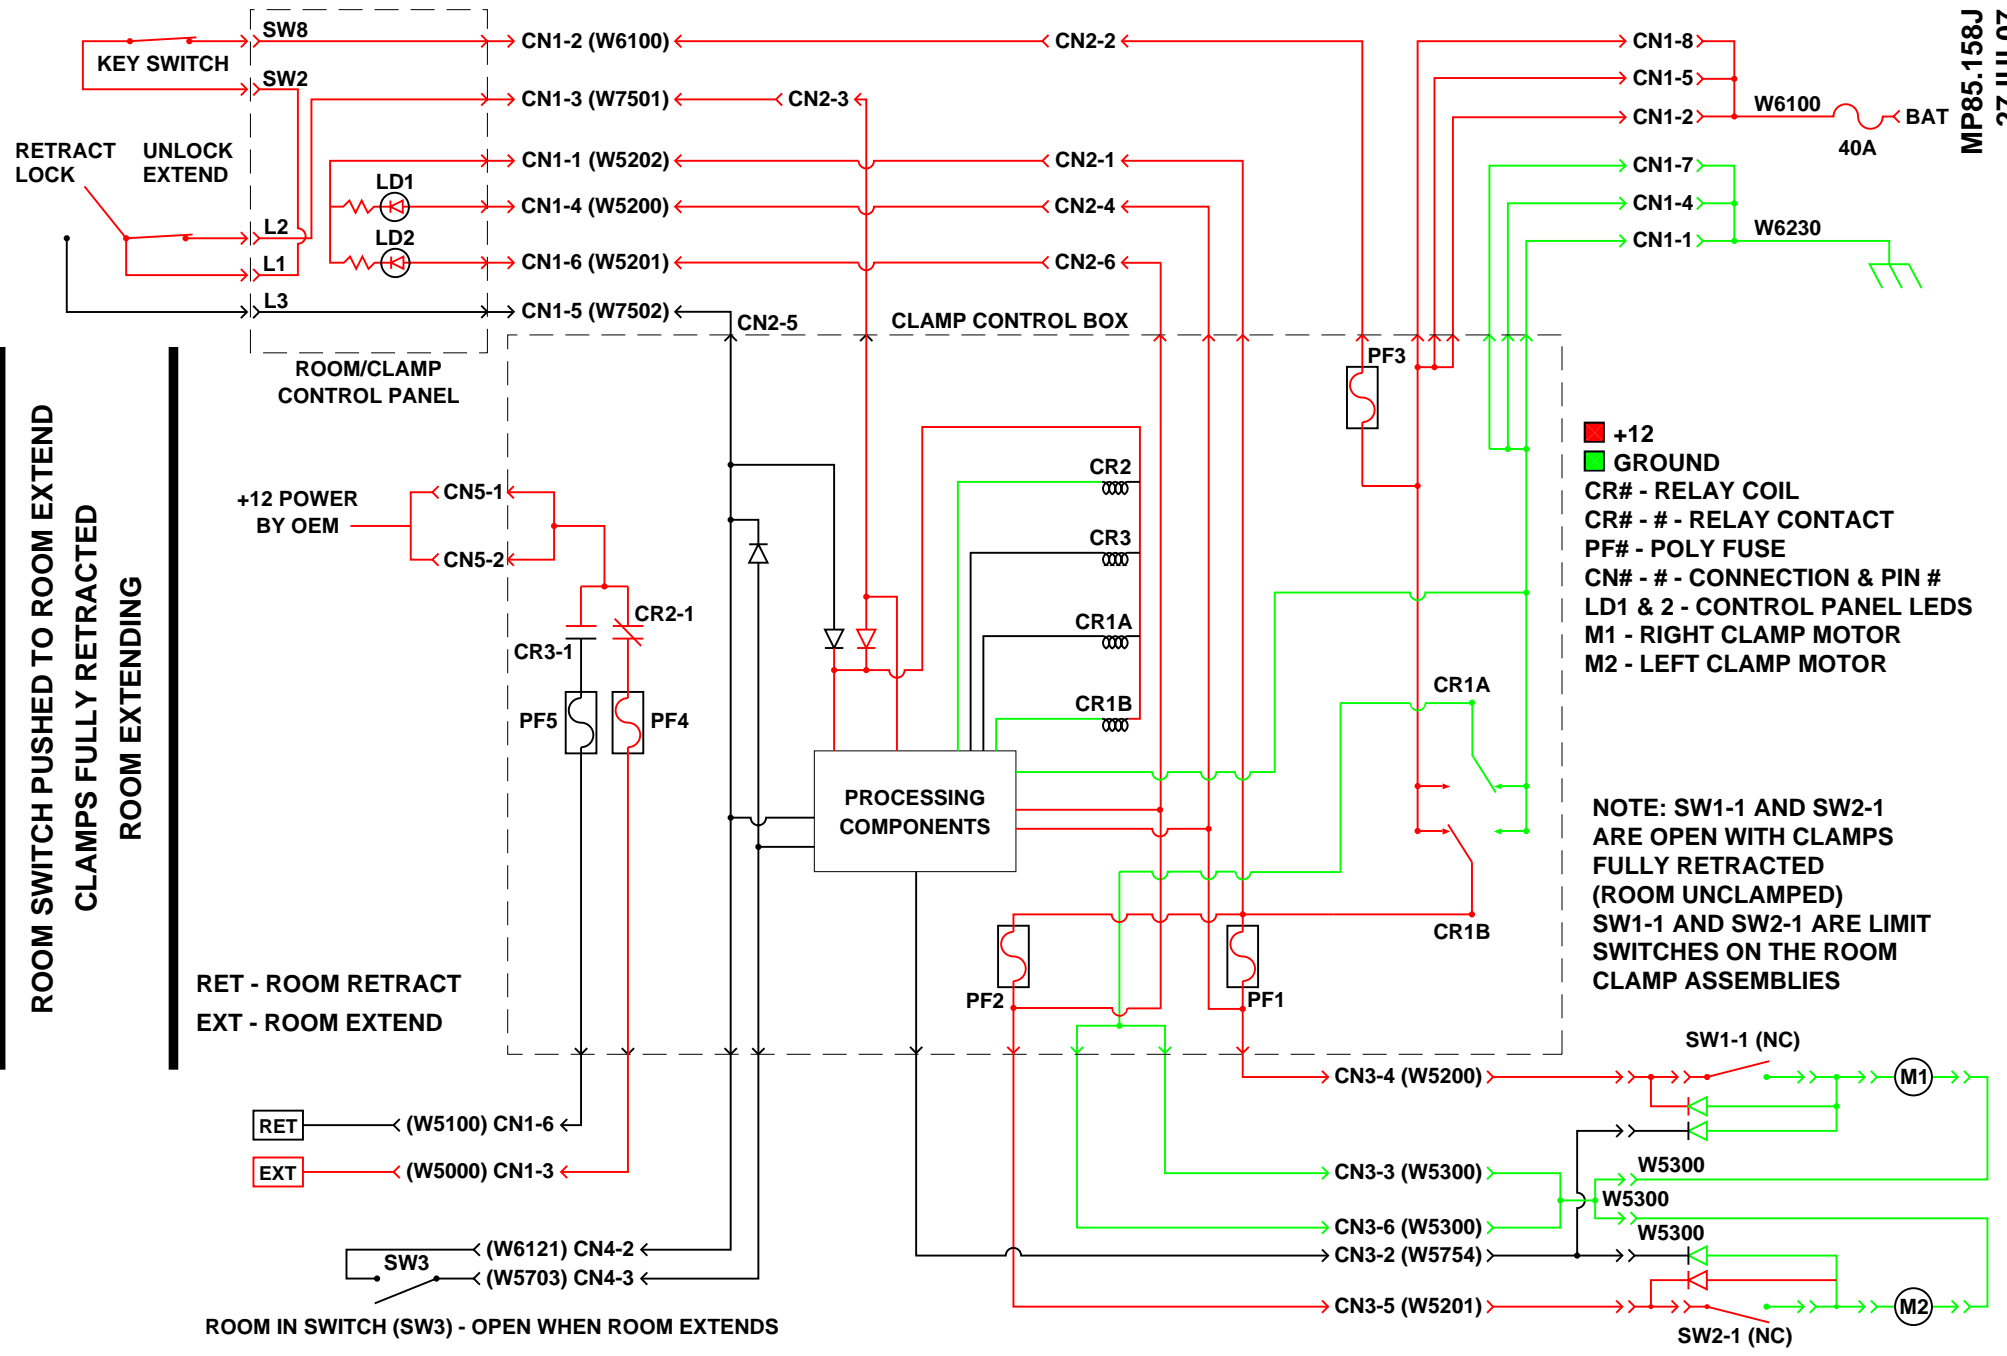 SW8
KEY SWITCH
SW2
RETRACT
LOCK
UNLOCK
EXTEND
L2
L1
L3
LD1
LD2
ROOM/CLAMP
CONTROL PANEL
CN1-2 (W6100)
CN2-2
CN1-3 (W7501)
CN2-3
CN1-1 (W5202)
CN2-1
CN1-4 (W5200)
CN2-4
CN1-6 (W5201)
CN2-6
CN1-5 (W7502)
CN2-5
CLAMP CONTROL BOX
CN1-8
CN1-5
CN1-2
W6100
40A
BAT
CN1-7
CN1-4
CN1-1
W6230
MP85.158J
27JUL07
ROOM SWITCH PUSHED TO ROOM EXTEND
CLAMPS FULLY RETRACTED
ROOM EXTENDING
+12 POWER
BY OEM
CN5-1
CN5-2
CR3-1
CR2-1
PF5
PF4
PF3
CR2
CR3
CR1A
CR1B
PROCESSING
COMPONENTS
CR1A
CR1B
PF2
PF1
+12
GROUND
CR# - RELAY COIL
CR# - # - RELAY CONTACT
PF# - POLY FUSE
CN# - # - CONNECTION & PIN #
LD1 & 2 - CONTROL PANEL LEDS
M1 - RIGHT CLAMP MOTOR
M2 - LEFT CLAMP MOTOR
NOTE: SW1-1 AND SW2-1
ARE OPEN WITH CLAMPS
FULLY RETRACTED
(ROOM UNCLAMPED)
SW1-1 AND SW2-1 ARE LIMIT
SWITCHES ON THE ROOM
CLAMP ASSEMBLIES
RET - ROOM RETRACT
EXT - ROOM EXTEND
RET
(W5100) CN1-6
EXT
(W5000) CN1-3
(W6121) CN4-2
SW3
(W5703) CN4-3
ROOM IN SWITCH (SW3) - OPEN WHEN ROOM EXTENDS
SW1-1 (NC)
CN3-4 (W5200)
M1
CN3-3 (W5300)
W5300
W5300
CN3-6 (W5300)
W5300
CN3-2 (W5754)
CN3-5 (W5201)
M2
SW2-1 (NC)